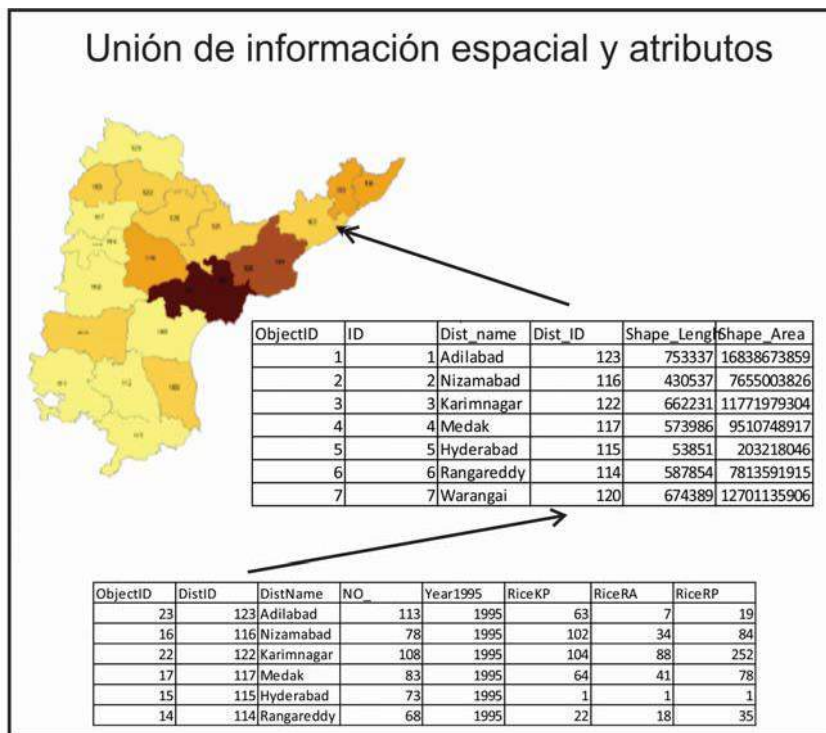 Unión de información espacial y atributos
ObjectID ID Dist_name Dist_ID Shape_Lengh Shape_Area
1 1 Adilabad 123 753337 16838673859
2 2 Nizamabad 116 430537 7655003826
3 3 Karimnagar 122 662231 11771979304
4 4 Medak 117 573986 9510748917
5 5 Hyderabad 115 53851 203218046
6 6 Rangareddy 114 587854 7813591915
7 7 Warangai 120 674389 12701135906
ObjectID DistID DistName NO_ Year1995 RiceKP RiceRA RiceRP
23 123 Adilabad 113 1995 63 7 19
16 116 Nizamabad 78 1995 102 34 84
22 122 Karimnagar 108 1995 104 88 252
17 117 Medak 83 1995 64 41 78
15 115 Hyderabad 73 1995 1 1 1
14 114 Rangareddy 68 1995 22 18 35